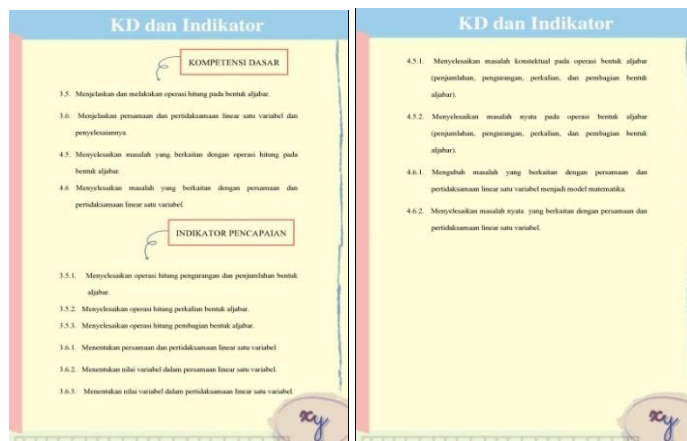 KD dan Indikator
KOMPETENSI DASAR
3.5. Menjelaskan dan melakukan operasi hitung pada bentuk aljabar.
3.6. Menjelaskan persamaan dan pertidaksamaan linear satu variabel dan
penyelesaiannya.
4.5. Menyelesaikan masalah yang berkaitan dengan operasi hitung pada
bentuk aljabar.
4.6 Menyelesaikan masalah yang berkaitan dengan persamaan dan
pertidaksamaan linear satu variabel.
INDIKATOR PENCAPAIAN
3.5.1. Menyelesaikan operasi hitung pengurangan dan penjumlahan bentuk
aljabar.
3.5.2. Menyelesaikan operasi hitung perkalian bentuk aljabar.
3.5.3. Menyelesaikan operasi hitung pembagian bentuk aljabar.
3.6.1. Menentukan persamaan dan pertidaksamaan linear satu variabel.
3.6.2. Menentukan nilai variabel dalam persamaan linear satu variabel.
3.6.3. Menentukan nilai variabel dalam pertidaksamaan linear satu variabel.
xy
KD dan Indikator
4.5.1. Menyelesaikan masalah konstektual pada operasi bentuk aljabar
(penjumlahan, pengurangan, perkalian, dan pembagian bentuk
aljabar).
4.5.2. Menyelesaikan masalah nyata pada operasi bentuk aljabar
(penjumlahan, pengurangan, perkalian, dan pembagian bentuk
aljabar).
4.6.1. Mengubah masalah yang berkaitan dengan persamaan dan
pertidaksamaan linear satu variabel menjadi model matematika.
4.6.2. Menyelesaikan masalah nyata yang berkaitan dengan persamaan dan
pertidaksamaan linear satu variabel.
xy